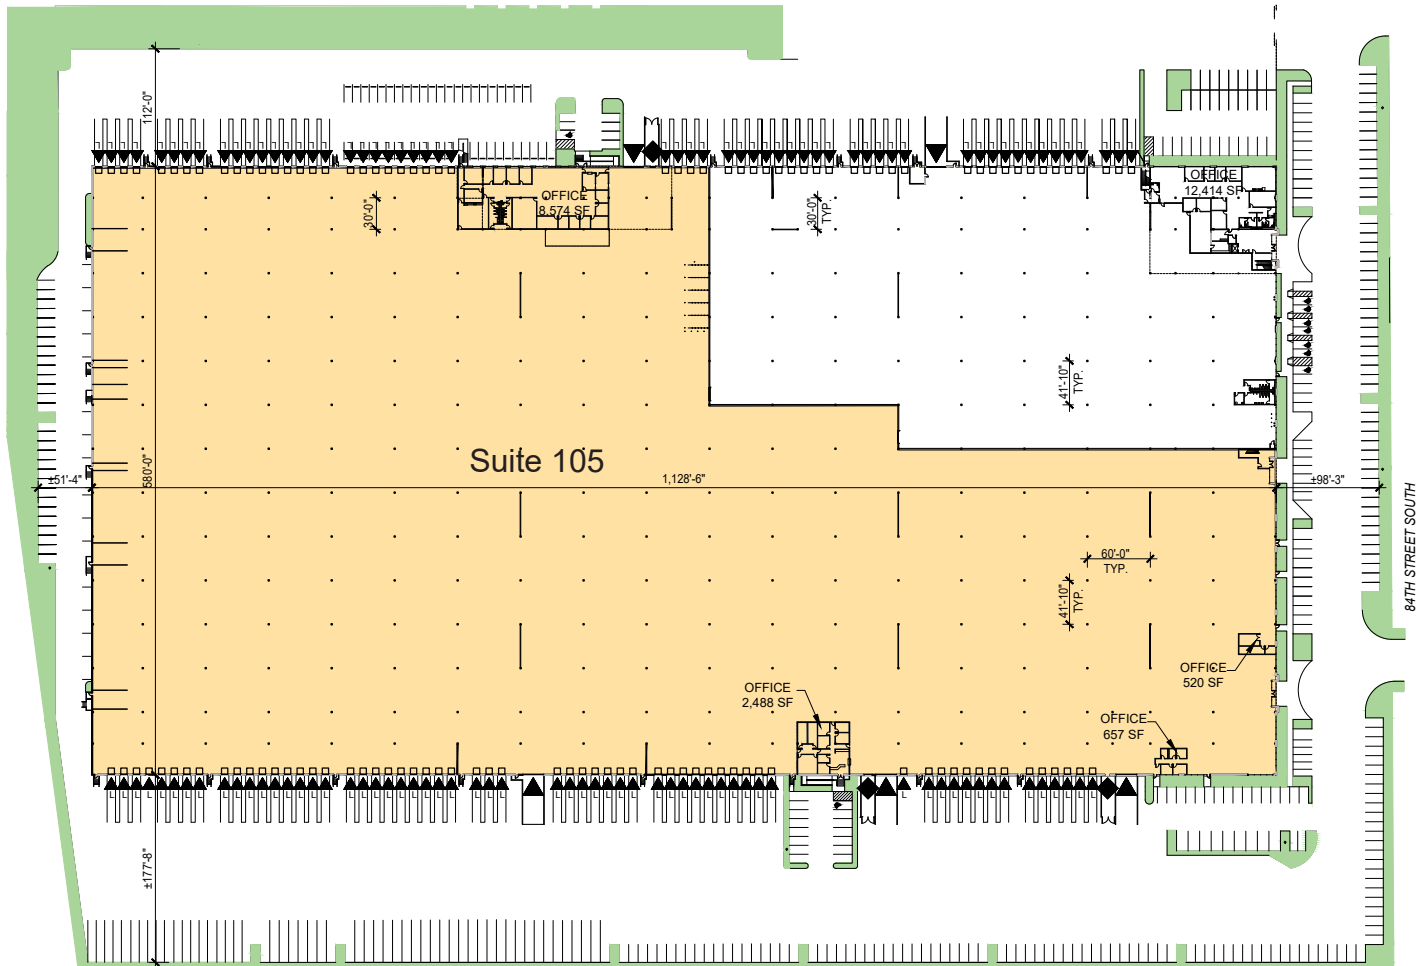 112'-0"
OFFICE
8,574 SF
OFFICE
12,414 SF
30'-0"
30'-0"
TYP.
41'-10"
TYP.
Suite 105
±51'-4"
580'-0"
1,128'-6"
±98'-3"
84TH STREET SOUTH
60'-0"
TYP.
41'-10"
TYP.
OFFICE
520 SF
OFFICE
2,488 SF
OFFICE
657 SF
±177'-8"